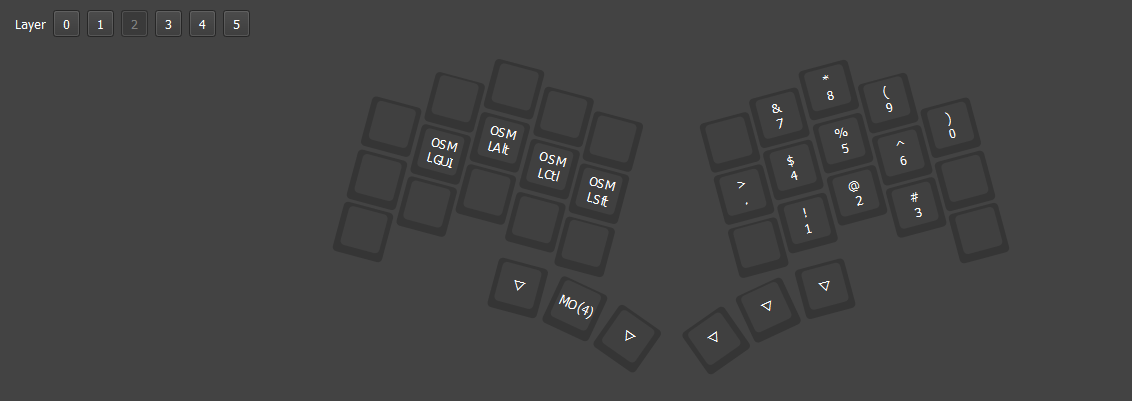 Layer 0 1 2 3 4 5
*
8
(
9
&
7
)
0
OSM
LAlt
%
5
OSM
LGUI
^
6
OSM
LCtl
$
4
OSM
LSft
>
.
@
2
#
3
!
1
▽
MO(4)
▷
◁
◁
▽